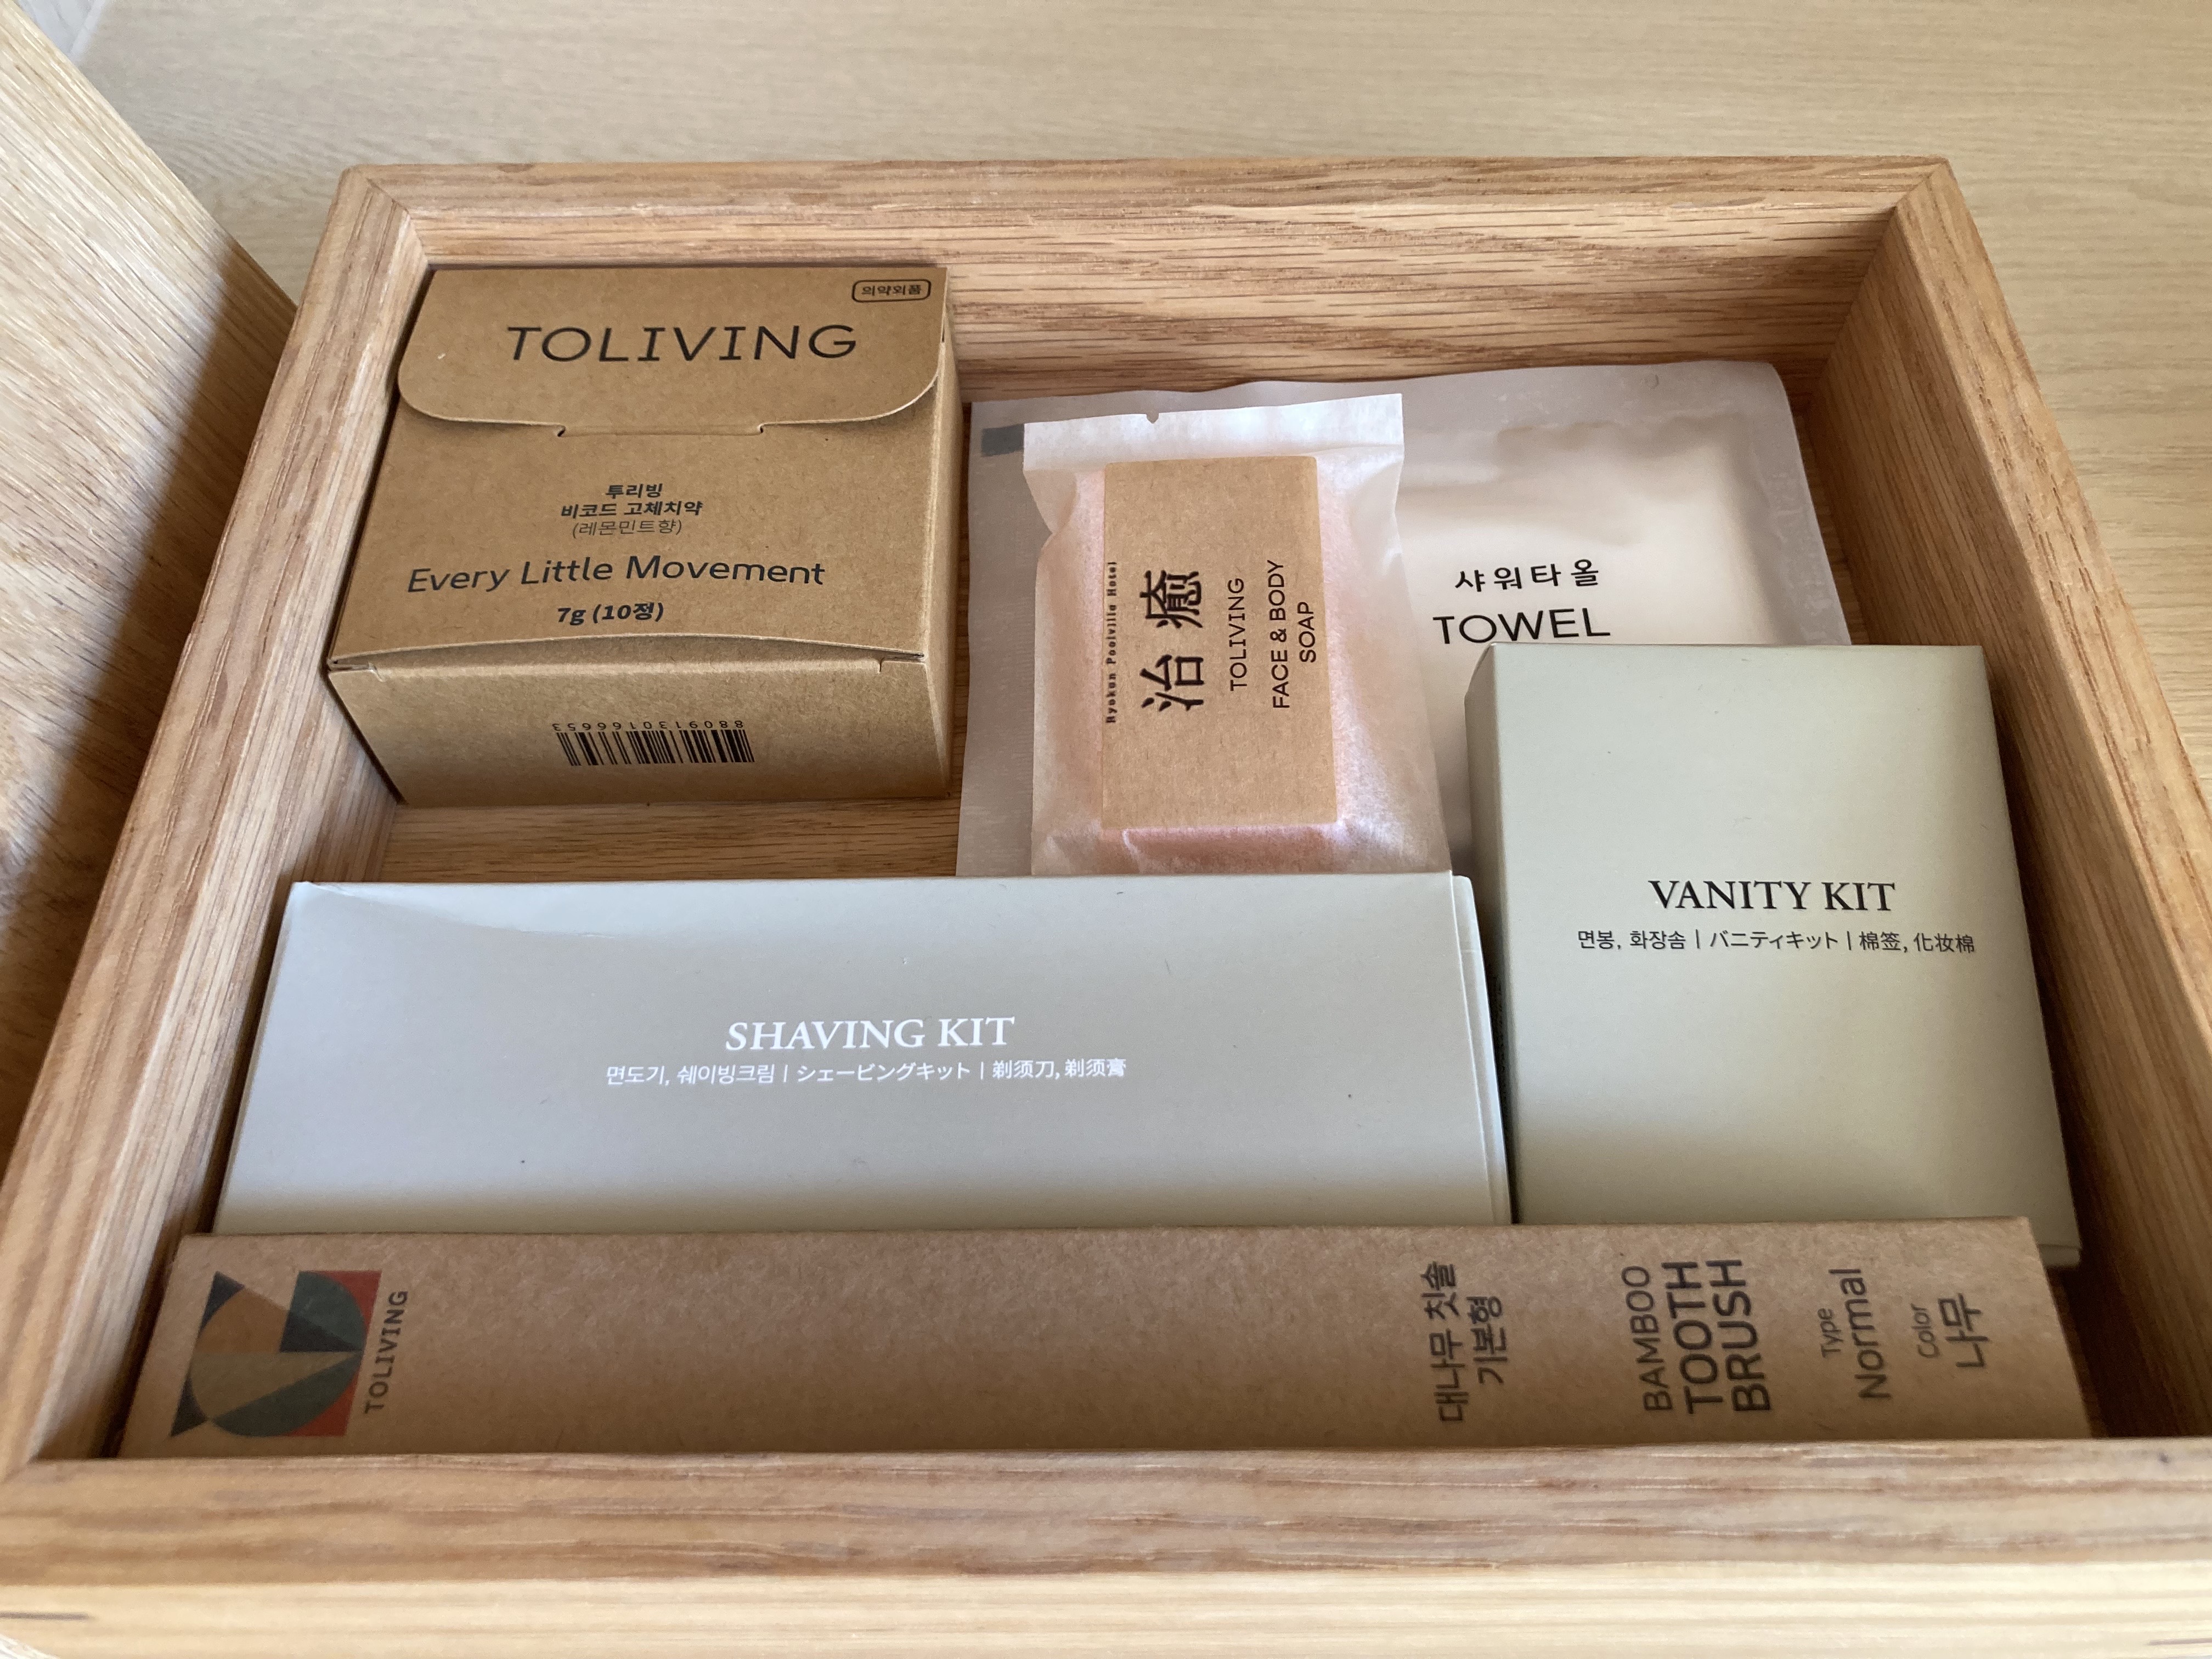 의약외품
TOLIVING
투리빙
비코드 고체치약
(레몬민트향)
Every Little Movement
7g (10정)
8809130166653
Ryokan Poolvilla Hotel
治癒
TOLIVING
FACE & BODY
SOAP
샤워타올
TOWEL
VANITY KIT
면봉, 화장솜 | バニティキット | 棉签, 化妆棉
SHAVING KIT
면도기, 쉐이빙크림 | シェービングキット | 剃须刀, 剃须膏
TOLIVING
대나무 칫솔
기본형
BAMBOO
TOOTH
BRUSH
Type
Normal
Color
나무